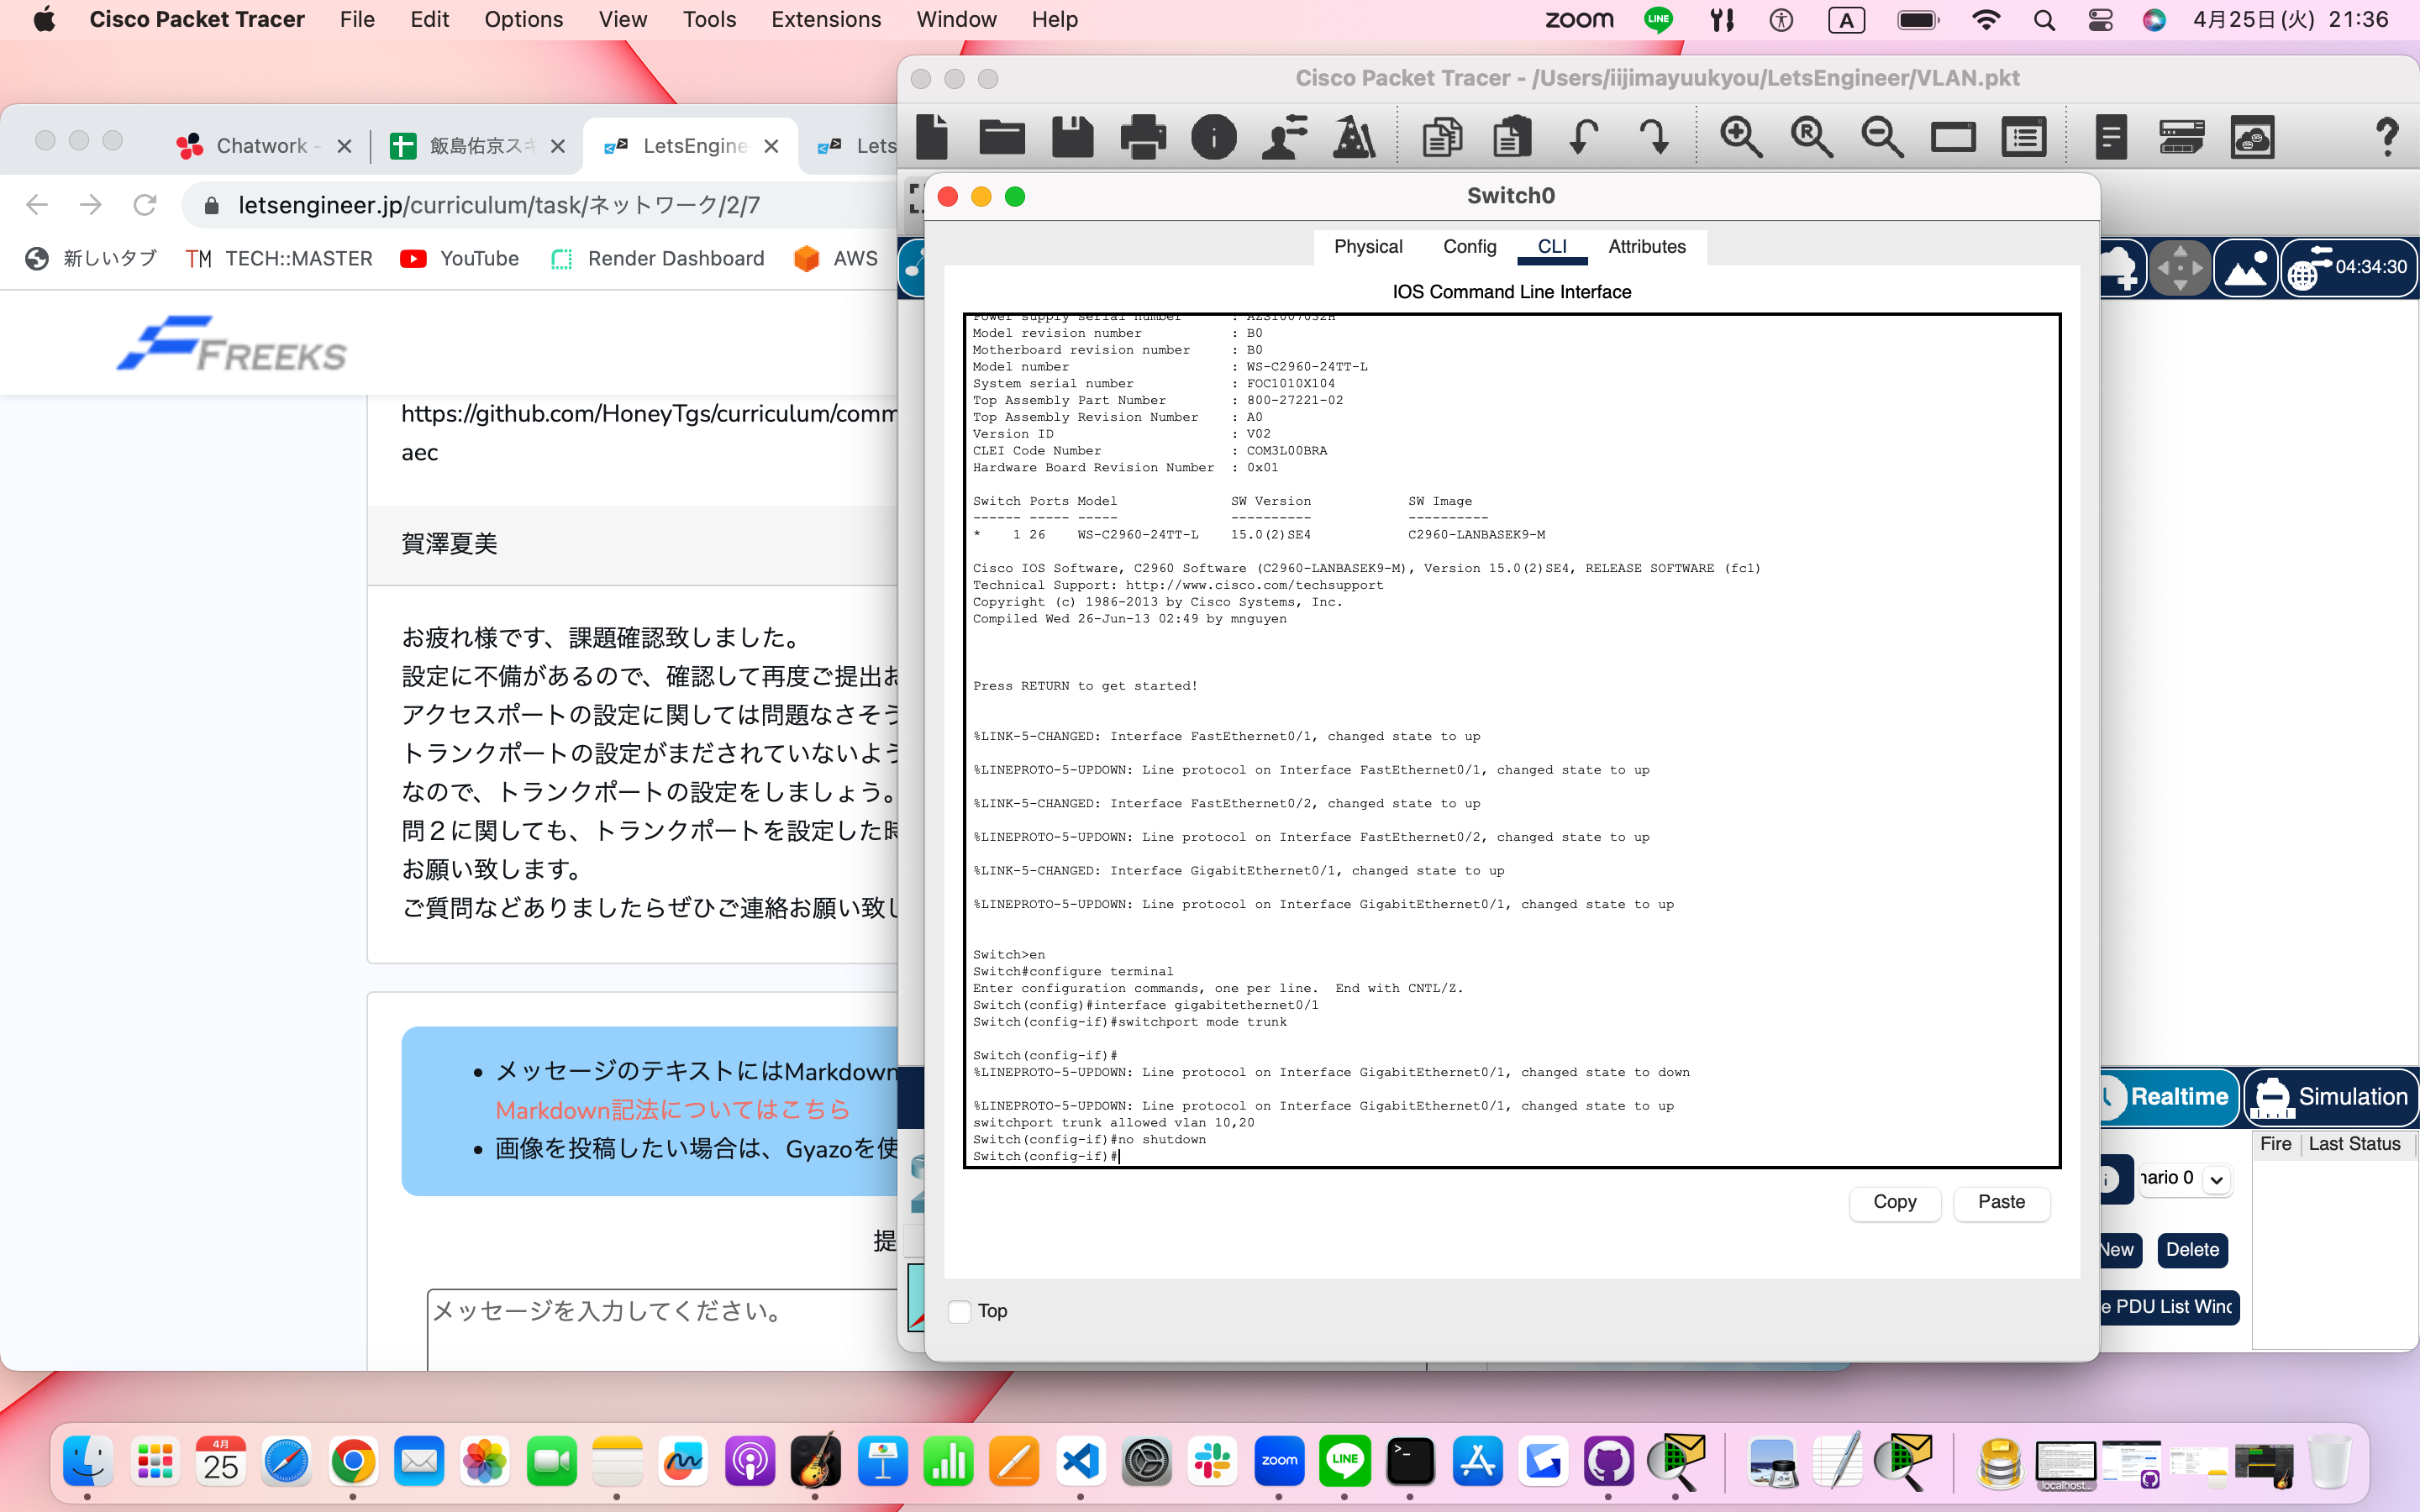 Cisco Packet Tracer File Edit Options View Tools Extensions Window Help
zoom LINE A 4月25日(火) 21:36
Cisco Packet Tracer - /Users/iijimayuukyou/LetsEngineer/VLAN.pkt
Chatwork - 飯島佑京スキ LetsEngine Lets
letsengineer.jp/curriculum/task/ネットワーク/2/7
新しいタブ TM TECH::MASTER YouTube Render Dashboard AWS
FREEKS
https://github.com/HoneyTgs/curriculum/comm
aec
賀澤夏美
お疲れ様です、課題確認致しました。
設定に不備があるので、確認して再度ご提出お
アクセスポートの設定に関しては問題なさそう
トランクポートの設定がまだされていないよう
なので、トランクポートの設定をしましょう。
問２に関しても、トランクポートを設定した時
お願い致します。
ご質問などありましたらぜひご連絡お願い致し
メッセージのテキストにはMarkdown
Markdown記法についてはこちら
画像を投稿したい場合は、Gyazoを使
提
メッセージを入力してください。
Switch0
Physical Config CLI Attributes
IOS Command Line Interface
Power supply serial number : AZS1007032H
Model revision number : B0
Motherboard revision number : B0
Model number : WS-C2960-24TT-L
System serial number : FOC1010X104
Top Assembly Part Number : 800-27221-02
Top Assembly Revision Number : A0
Version ID : V02
CLEI Code Number : COM3L00BRA
Hardware Board Revision Number : 0x01
Switch Ports Model SW Version SW Image
------ ----- ----- ---------- ----------
* 1 26 WS-C2960-24TT-L 15.0(2)SE4 C2960-LANBASEK9-M
Cisco IOS Software, C2960 Software (C2960-LANBASEK9-M), Version 15.0(2)SE4, RELEASE SOFTWARE (fc1)
Technical Support: http://www.cisco.com/techsupport
Copyright (c) 1986-2013 by Cisco Systems, Inc.
Compiled Wed 26-Jun-13 02:49 by mnguyen
Press RETURN to get started!
%LINK-5-CHANGED: Interface FastEthernet0/1, changed state to up
%LINEPROTO-5-UPDOWN: Line protocol on Interface FastEthernet0/1, changed state to up
%LINK-5-CHANGED: Interface FastEthernet0/2, changed state to up
%LINEPROTO-5-UPDOWN: Line protocol on Interface FastEthernet0/2, changed state to up
%LINK-5-CHANGED: Interface GigabitEthernet0/1, changed state to up
%LINEPROTO-5-UPDOWN: Line protocol on Interface GigabitEthernet0/1, changed state to up
Switch>en
Switch#configure terminal
Enter configuration commands, one per line. End with CNTL/Z.
Switch(config)#interface gigabitethernet0/1
Switch(config-if)#switchport mode trunk
Switch(config-if)#
%LINEPROTO-5-UPDOWN: Line protocol on Interface GigabitEthernet0/1, changed state to down
%LINEPROTO-5-UPDOWN: Line protocol on Interface GigabitEthernet0/1, changed state to up
switchport trunk allowed vlan 10,20
Switch(config-if)#no shutdown
Switch(config-if)#
Copy Paste
Top
04:34:30
Realtime Simulation
Fire Last Status
nario 0
New Delete
e PDU List Winc
4月
25
zoom LINE
localhost...